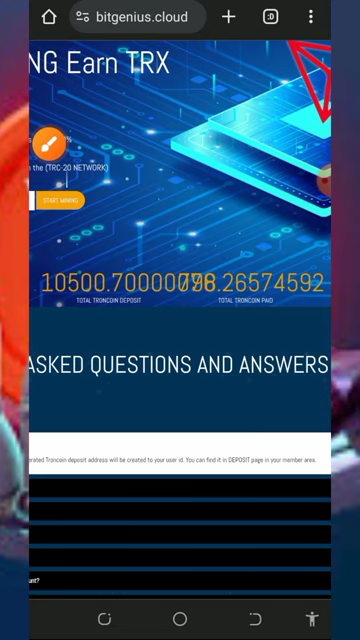 :D
bitgenius.cloud
NG Earn TRX
%
n the (TRC-20 NETWORK)
START MINING
10500.70000
798.26574592
TOTAL TRONCOIN DEPOSIT
TOTAL TRONCOIN PAID
ASKED QUESTIONS AND ANSWERS
erated Troncoin deposit address will be created to your user id. You can find it in DEPOSIT page in your member area.
unt?